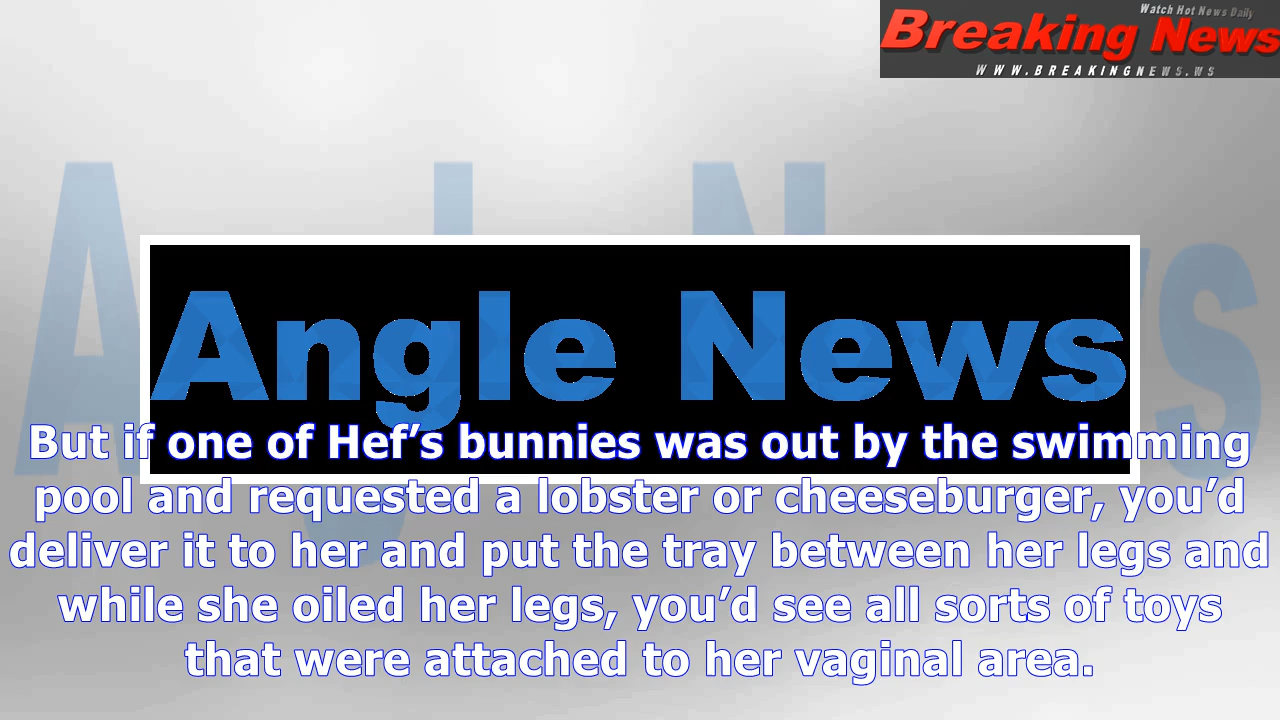 Watch Hot News Daily
Breaking News
WWW.BREAKINGNEWS.WS
Angle News
Angle News
But if one of Hef’s bunnies was out by the swimming
pool and requested a lobster or cheeseburger, you’d
deliver it to her and put the tray between her legs and
while she oiled her legs, you’d see all sorts of toys
that were attached to her vaginal area.